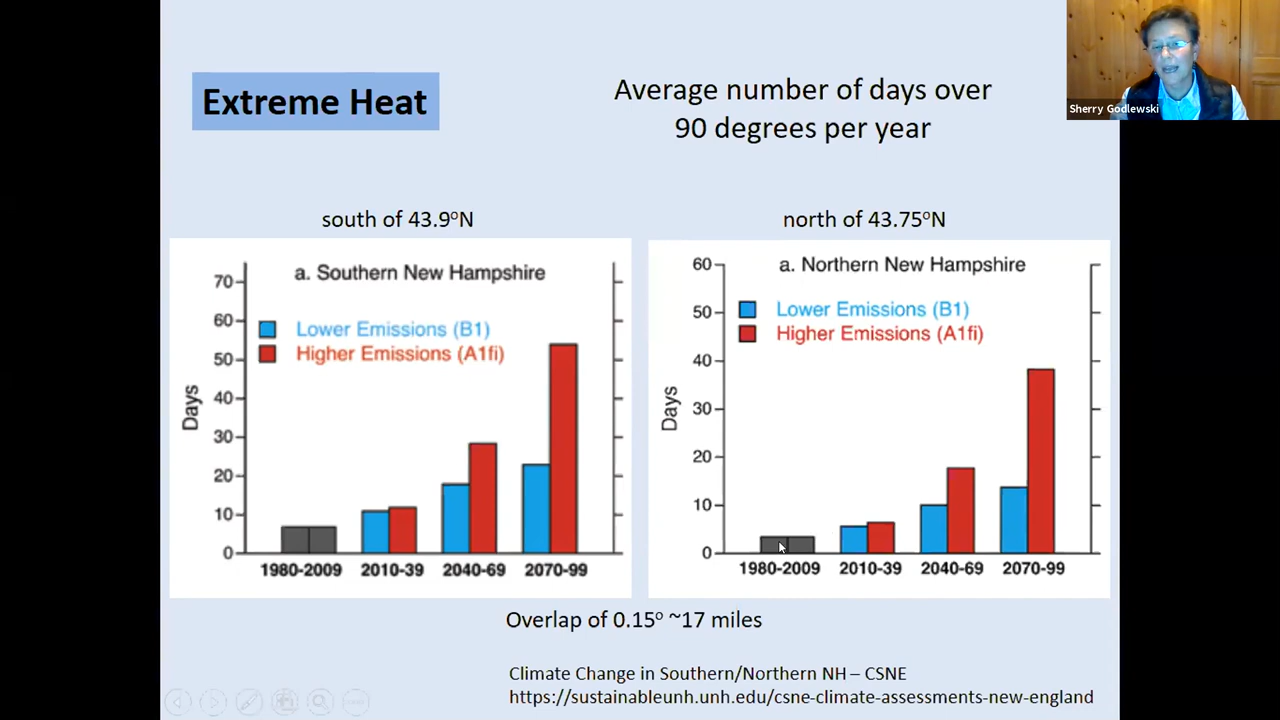 Sherry Godlewski
Extreme Heat
Average number of days over
90 degrees per year
south of 43.9ºN
north of 43.75ºN
a. Southern New Hampshire
Lower Emissions (B1)
Higher Emissions (A1fi)
Days
70
60
50
40
30
20
10
0
1980-2009 2010-39 2040-69 2070-99
a. Northern New Hampshire
Lower Emissions (B1)
Higher Emissions (A1fi)
Days
60
50
40
30
20
10
0
1980-2009 2010-39 2040-69 2070-99
Overlap of 0.15º ~17 miles
Climate Change in Southern/Northern NH – CSNE
https://sustainableunh.unh.edu/csne-climate-assessments-new-england